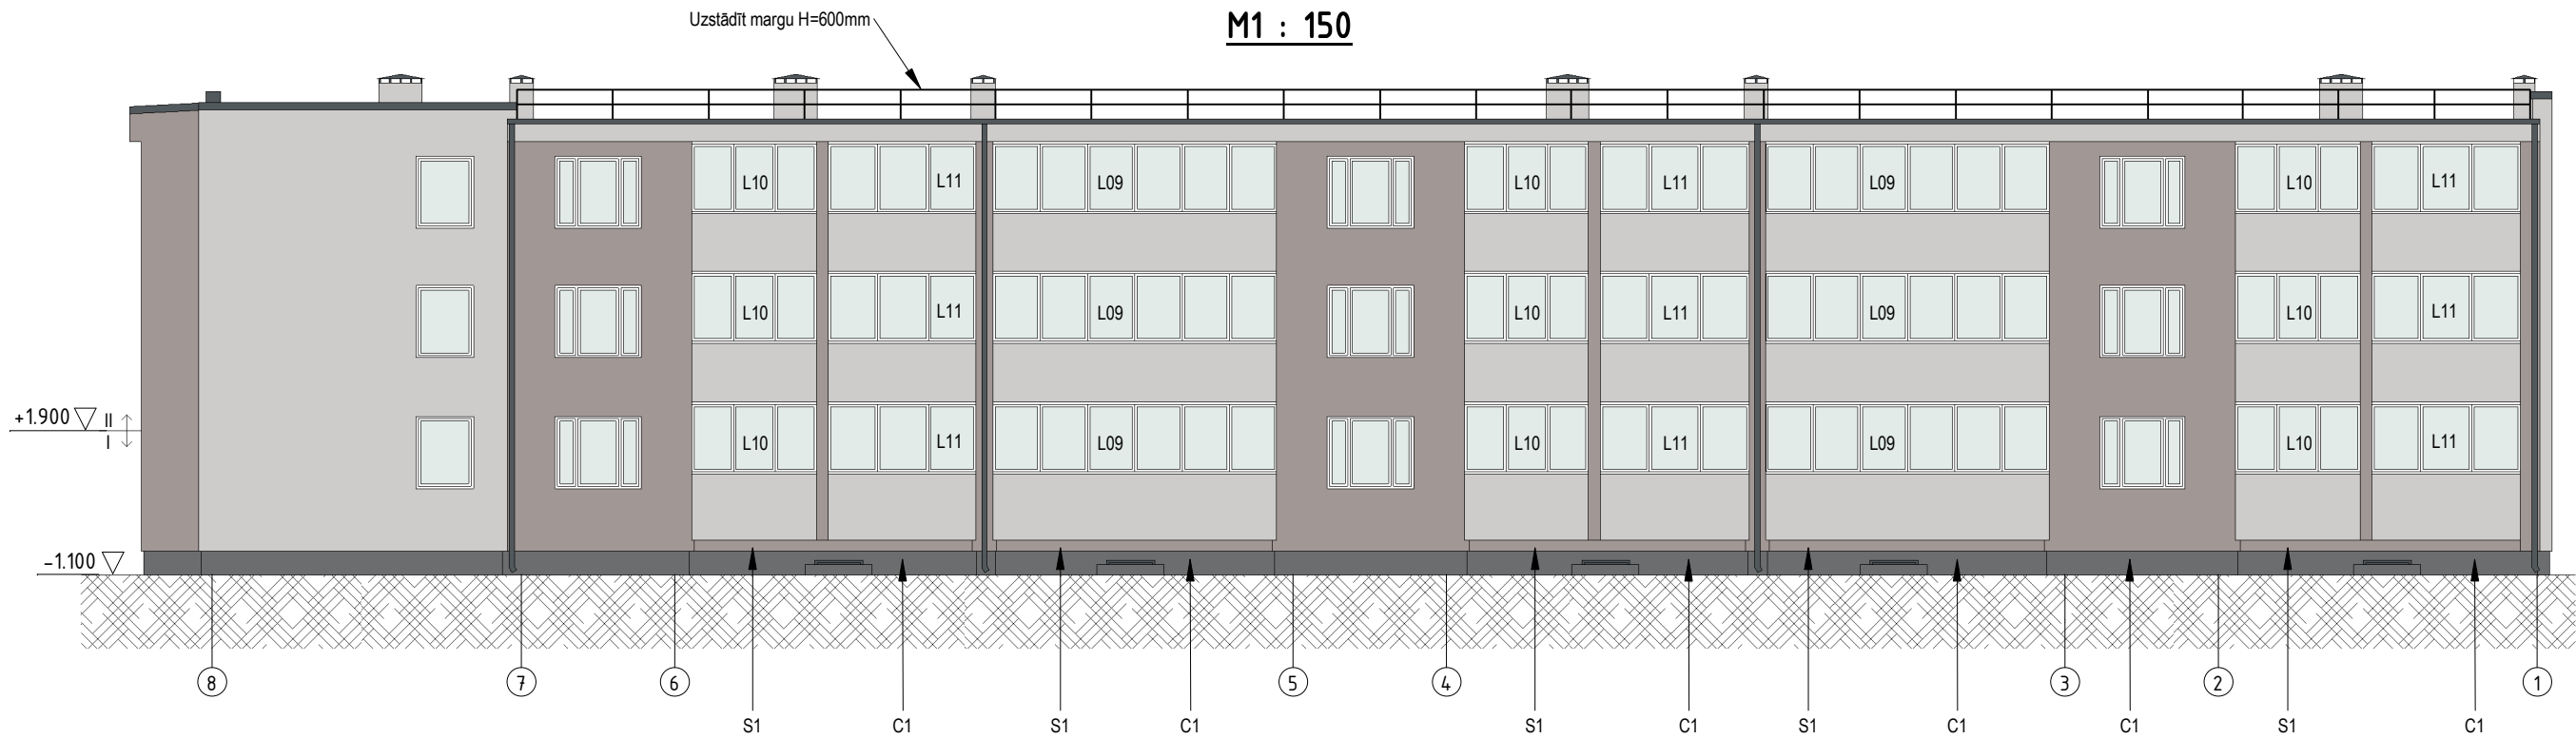 Uzstādīt margu H=600mm
M1 : 150
L10 L11 L09 L10 L11 L09 L10 L11
L10 L11 L09 L10 L11 L09 L10 L11
+1.900 II
I
L10 L11 L09 L10 L11 L09 L10 L11
-1.100
8 7 6 5 4 3 2 1
S1 C1 S1 C1 S1 C1 S1 C1 C1 S1 C1